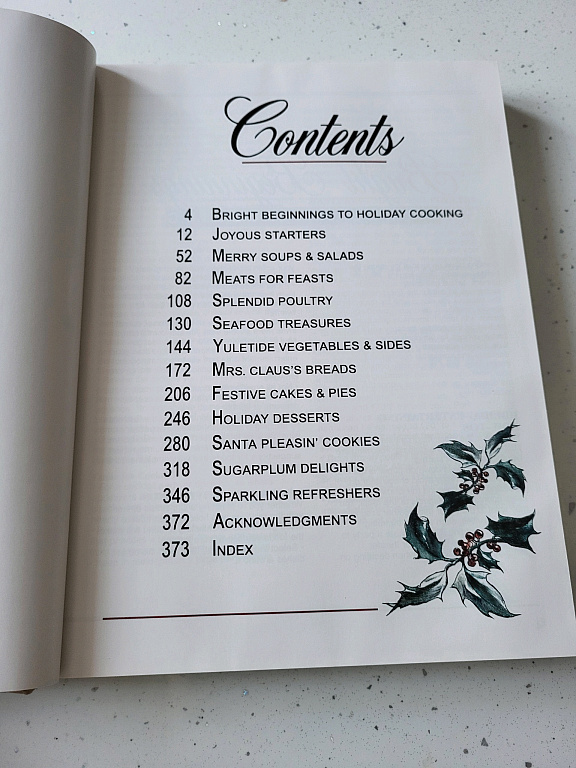 Contents
4 BRIGHT BEGINNINGS TO HOLIDAY COOKING
12 JOYOUS STARTERS
52 MERRY SOUPS & SALADS
82 MEATS FOR FEASTS
108 SPLENDID POULTRY
130 SEAFOOD TREASURES
144 YULETIDE VEGETABLES & SIDES
172 MRS. CLAUS'S BREADS
206 FESTIVE CAKES & PIES
246 HOLIDAY DESSERTS
280 SANTA PLEASIN' COOKIES
318 SUGARPLUM DELIGHTS
346 SPARKLING REFRESHERS
372 ACKNOWLEDGMENTS
373 INDEX